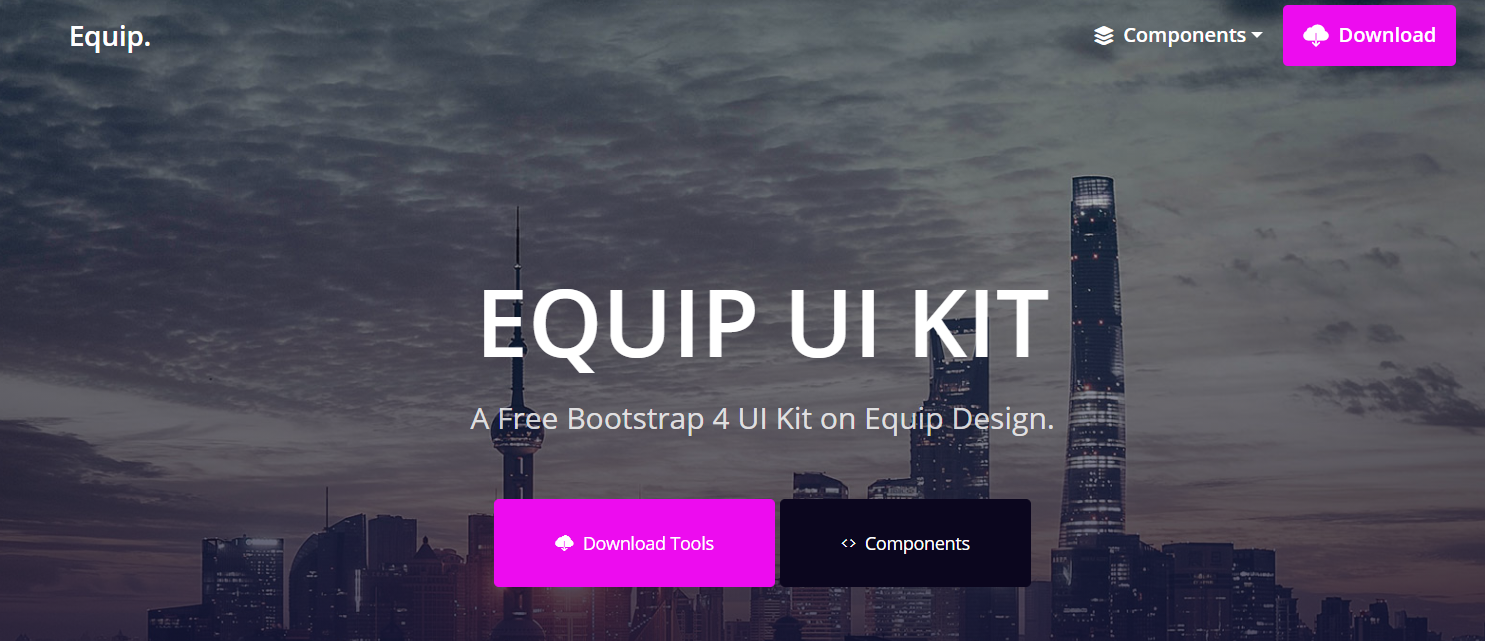 Equip.
Components
Download
EQUIP UI KIT
A Free Bootstrap 4 UI Kit on Equip Design.
Download Tools
<> Components